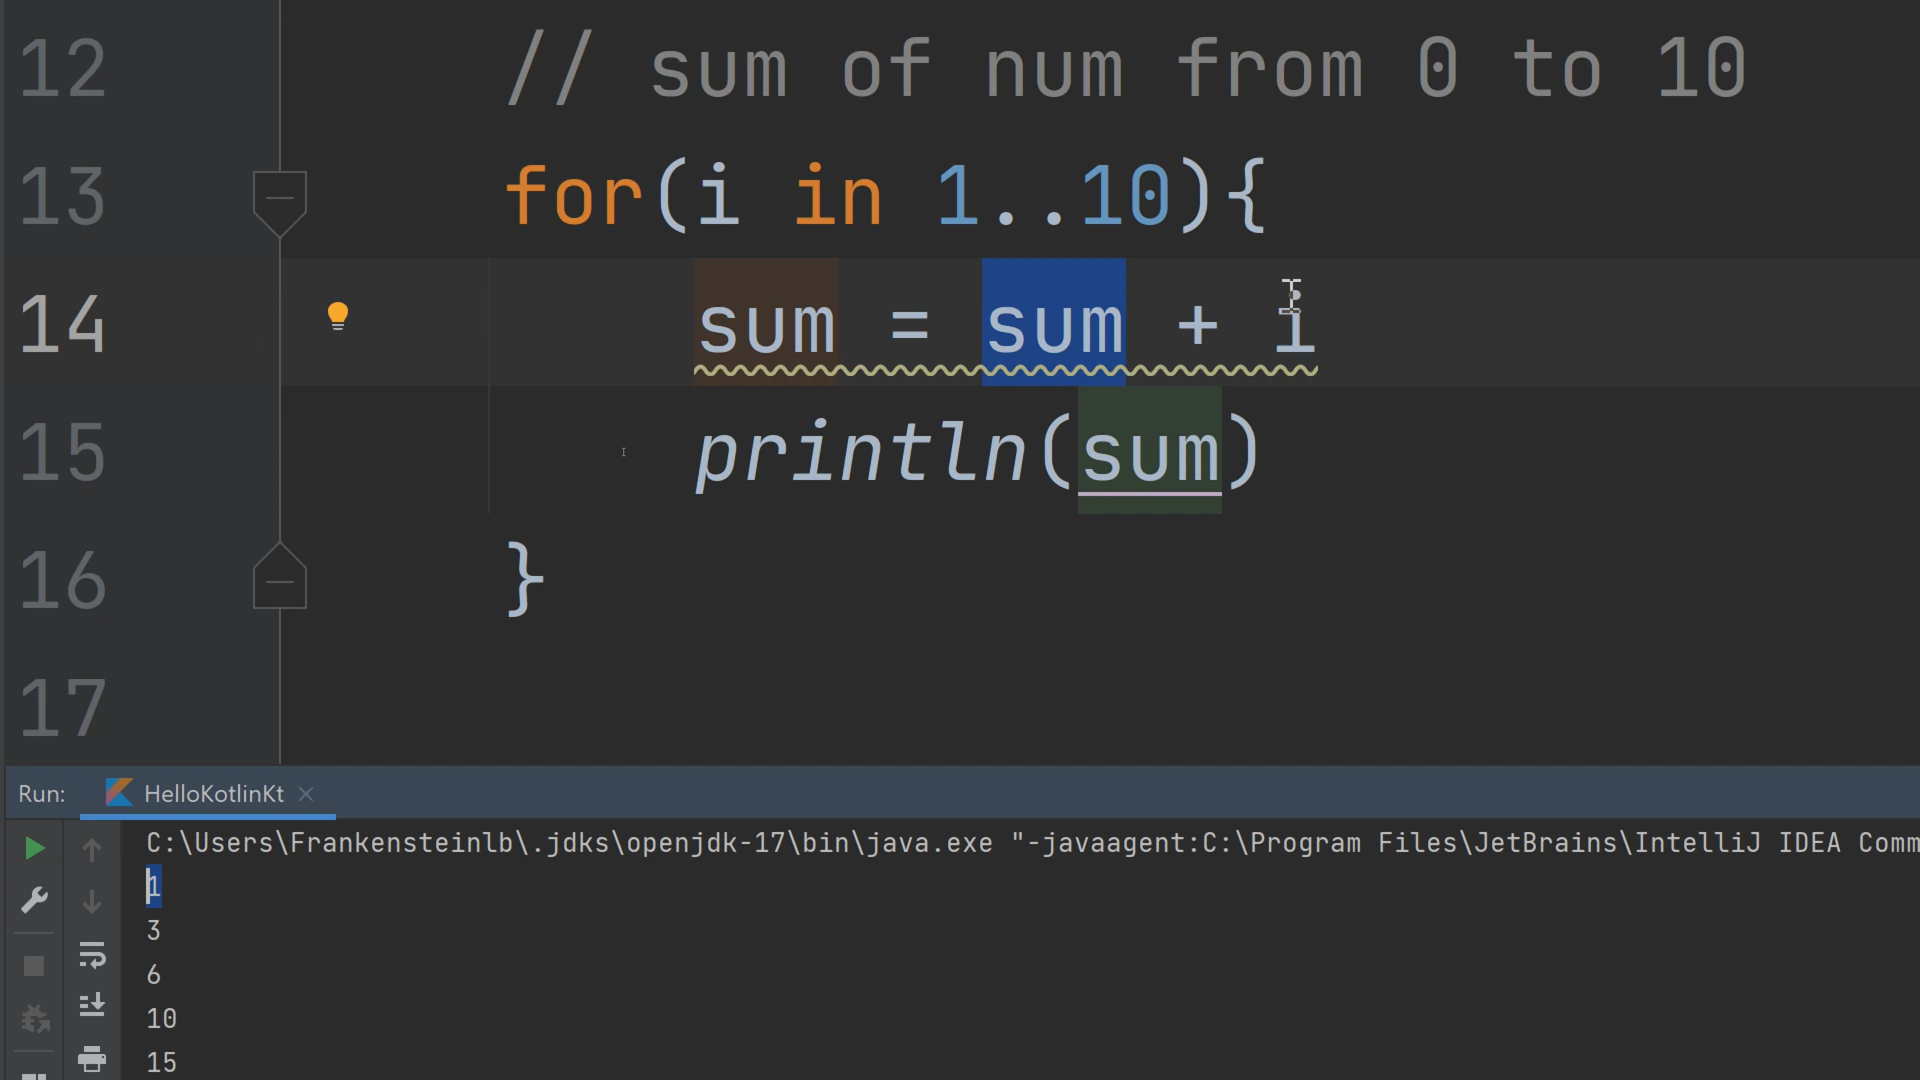 12 // sum of num from 0 to 10
13 for(i in 1..10){
14 sum = sum + i
15 println(sum)
16 }
17
Run: HelloKotlinKt
C:\Users\Frankensteinlb\.jdks\openjdk-17\bin\java.exe "-javaagent:C:\Program Files\JetBrains\IntelliJ IDEA Comm
1
3
6
10
15